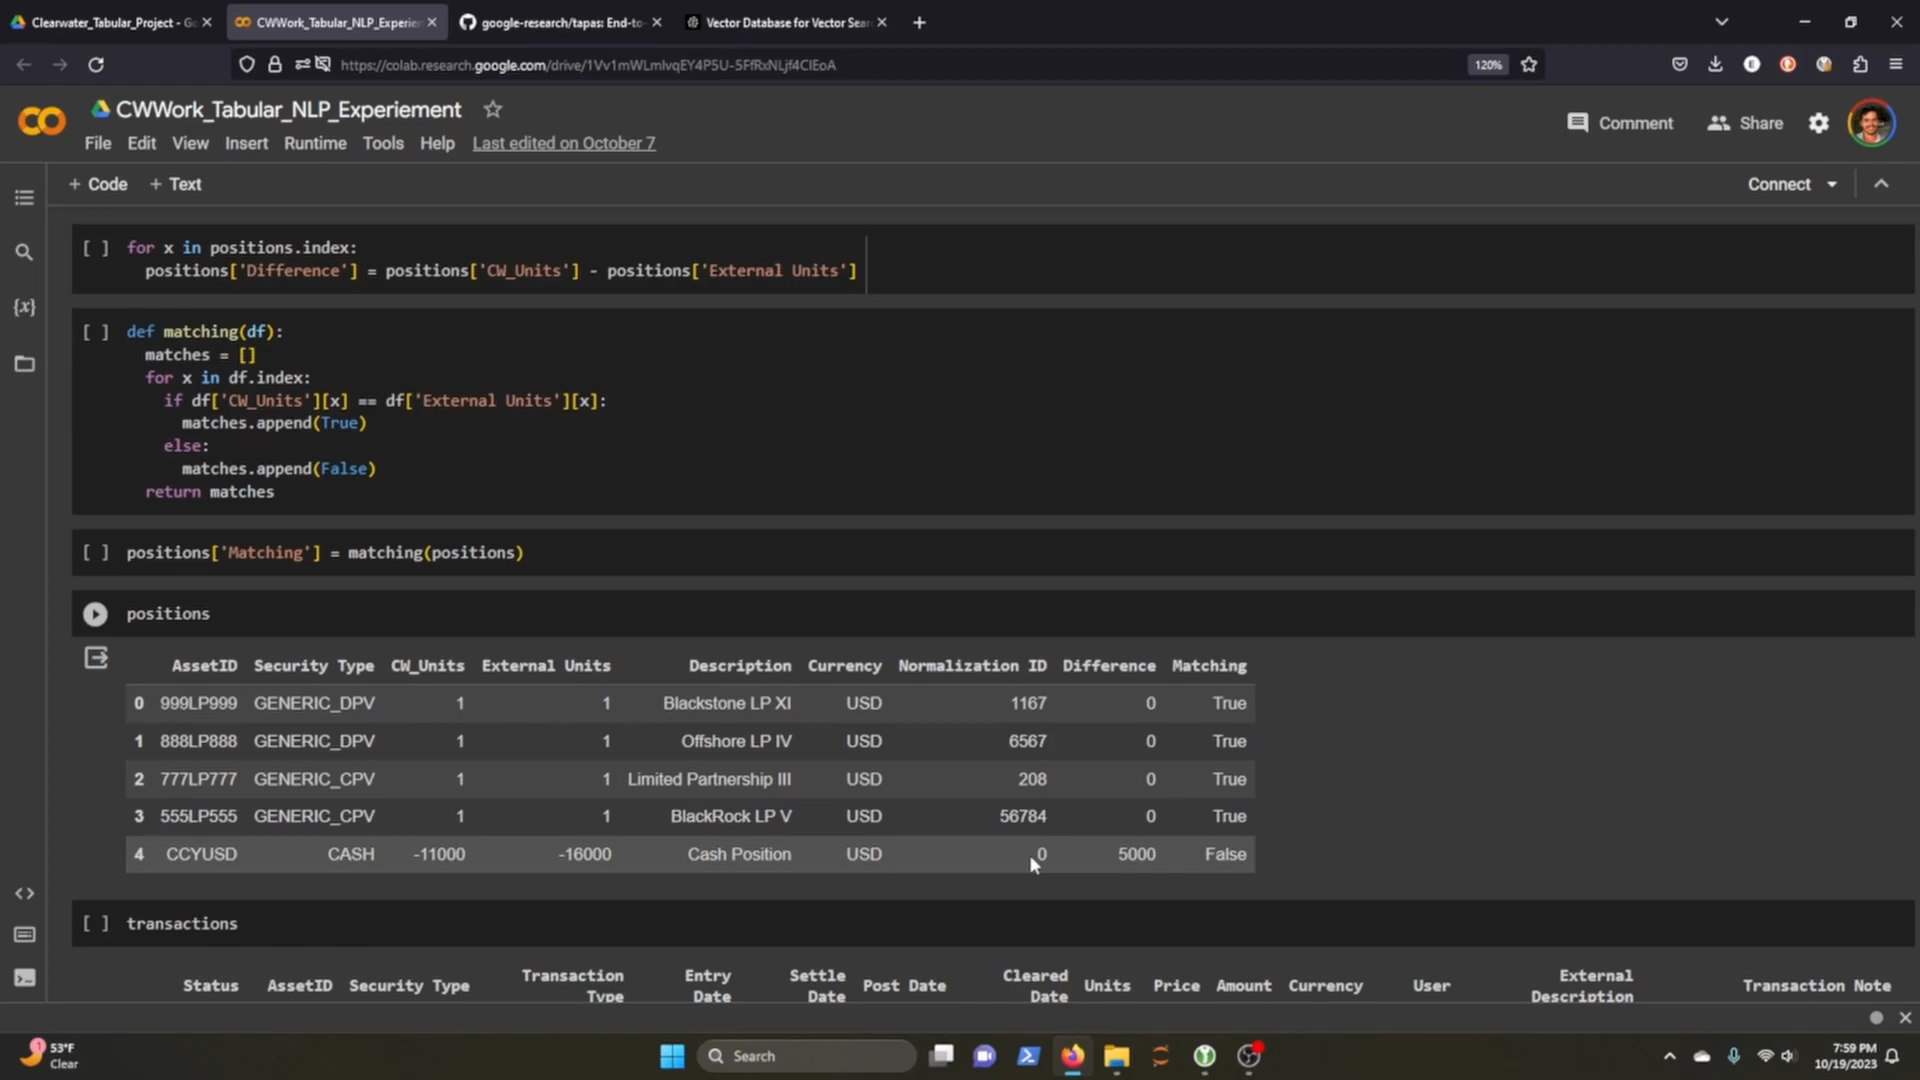 Clearwater_Tabular_Project - Go
CWWork_Tabular_NLP_Experie
google-research/tapas: End-to-
Vector Database for Vector Sear
https://colab.research.google.com/drive/
120%
CWWork_Tabular_NLP_Experiement
Comment
Share
File Edit View Insert Runtime Tools Help Last edited on October 7
+ Code + Text
Connect
[ ] for x in positions.index:
positions['Difference'] = positions['CW_Units'] - positions['External Units']
[ ] def matching(df):
matches = []
for x in df.index:
if df['CW_Units'][x] == df['External Units'][x]:
matches.append(True)
else:
matches.append(False)
return matches
[ ] positions['Matching'] = matching(positions)
positions
AssetID Security Type CW_Units External Units Description Currency Normalization ID Difference Matching
0 999LP999 GENERIC_DPV 1 1 Blackstone LP XI USD 1167 0 True
1 888LP888 GENERIC_DPV 1 1 Offshore LP IV USD 6567 0 True
2 777LP777 GENERIC_CPV 1 1 Limited Partnership III USD 208 0 True
3 555LP555 GENERIC_CPV 1 1 BlackRock LP V USD 56784 0 True
4 CCYUSD CASH -11000 -16000 Cash Position USD 0 5000 False
[ ] transactions
Status AssetID Security Type Transaction Type Entry Date Settle Date Post Date Cleared Date Units Price Amount Currency User External Description Transaction Note
1
53°F
Clear
Search
7:59 PM
10/19/2023